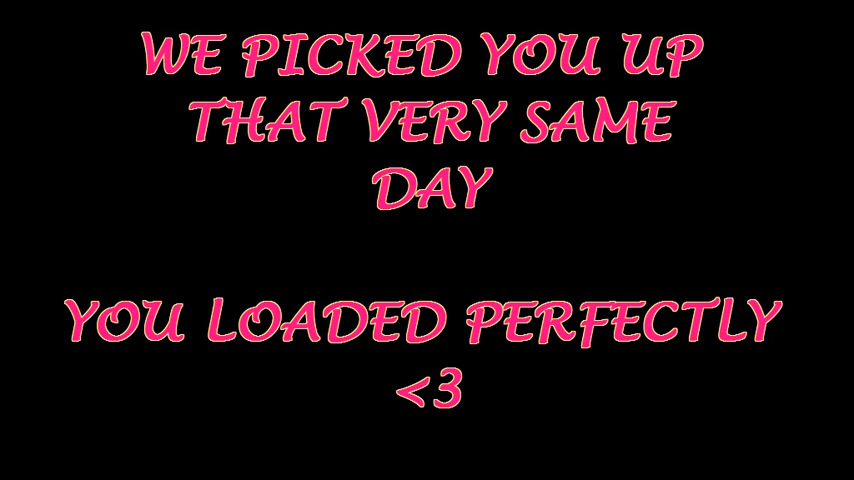 WE PICKED YOU UP
THAT VERY SAME
DAY
YOU LOADED PERFECTLY
<3